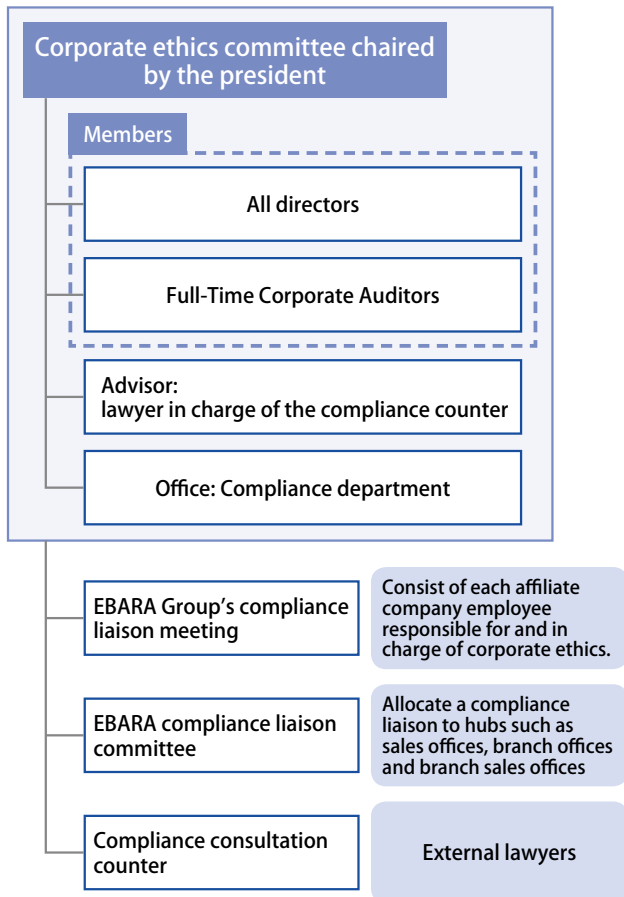 Corporate ethics committee chaired
by the president
Members
All directors
Full-Time Corporate Auditors
Advisor:
lawyer in charge of the compliance counter
Office: Compliance department
EBARA Group’s compliance
liaison meeting
Consist of each affiliate
company employee
responsible for and in
charge of corporate ethics.
EBARA compliance liaison
committee
Allocate a compliance
liaison to hubs such as
sales offices, branch offices
and branch sales offices
Compliance consultation
counter
External lawyers